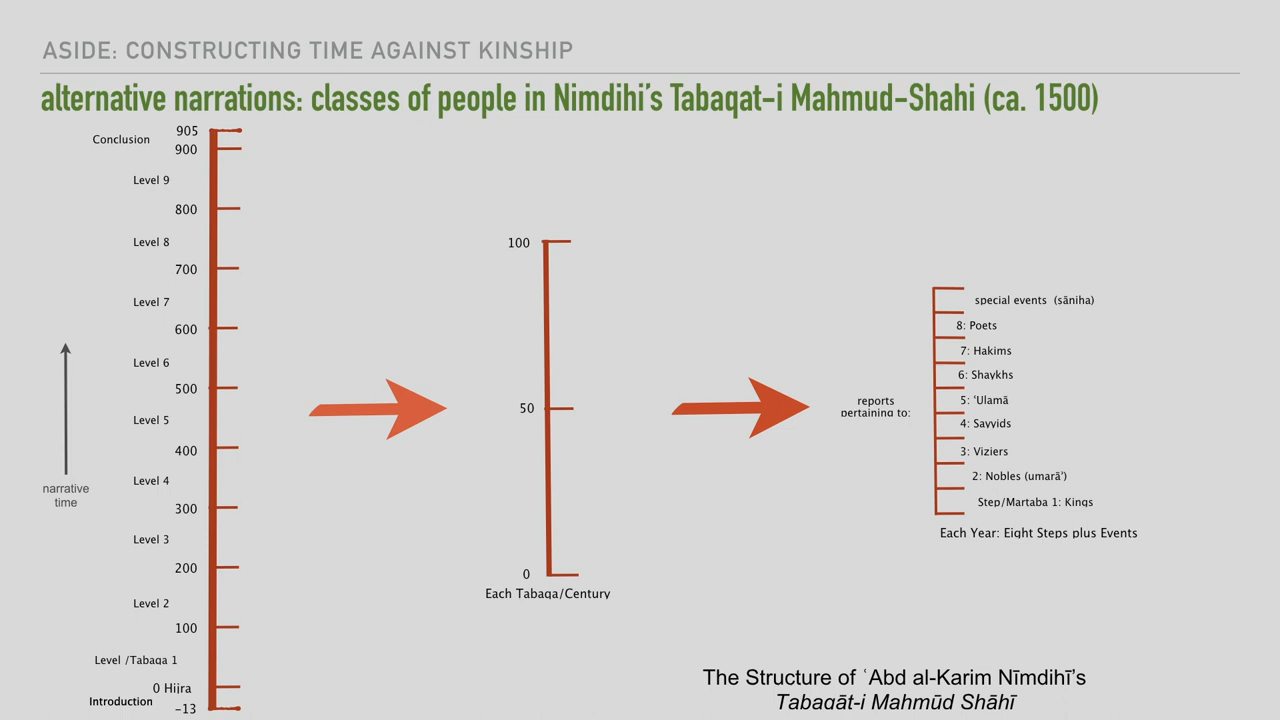 ASIDE: CONSTRUCTING TIME AGAINST KINSHIP
alternative narrations: classes of people in Nimdihi's Tabaqat-i Mahmud-Shahi (ca. 1500)
905
Conclusion
900
Level 9
800
Level 8
700
Level 7
600
Level 6
500
Level 5
400
Level 4
300
Level 3
200
Level 2
100
Level /Tabaqa 1
0 Hijra
Introduction
-13
narrative
time
100
50
0
Each Tabaqa/Century
reports
pertaining to:
special events (sāniha)
8: Poets
7: Hakims
6: Shaykhs
5: ‘Ulamā
4: Sayyids
3: Viziers
2: Nobles (umarā’)
Step/Martaba 1: Kings
Each Year: Eight Steps plus Events
The Structure of ʿAbd al-Karim Nīmdihī’s
Tabaqāt-i Mahmūd Shāhī